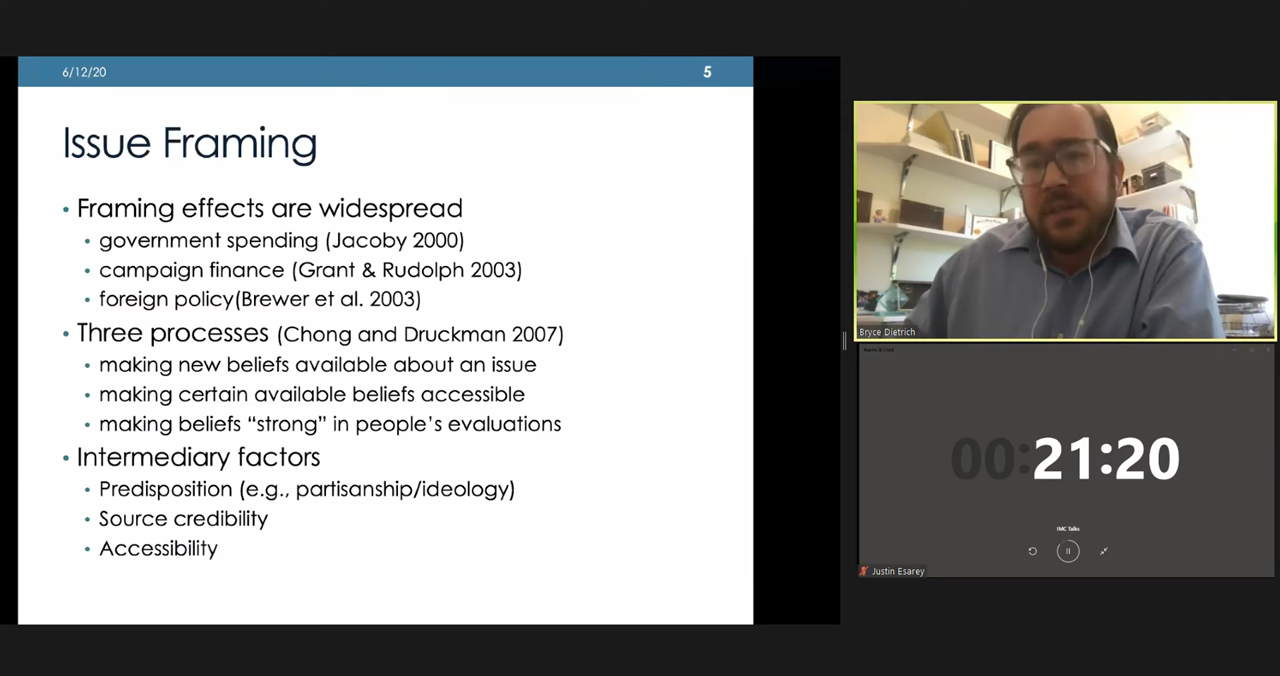 6/12/20
5
Issue Framing
• Framing effects are widespread
• government spending (Jacoby 2000)
• campaign finance (Grant & Rudolph 2003)
• foreign policy(Brewer et al. 2003)
• Three processes (Chong and Druckman 2007)
• making new beliefs available about an issue
• making certain available beliefs accessible
• making beliefs “strong” in people’s evaluations
• Intermediary factors
• Predisposition (e.g., partisanship/ideology)
• Source credibility
• Accessibility
Bryce Dietrich
Alarms & Clock
00:21:20
IMC Talks
Justin Esarey